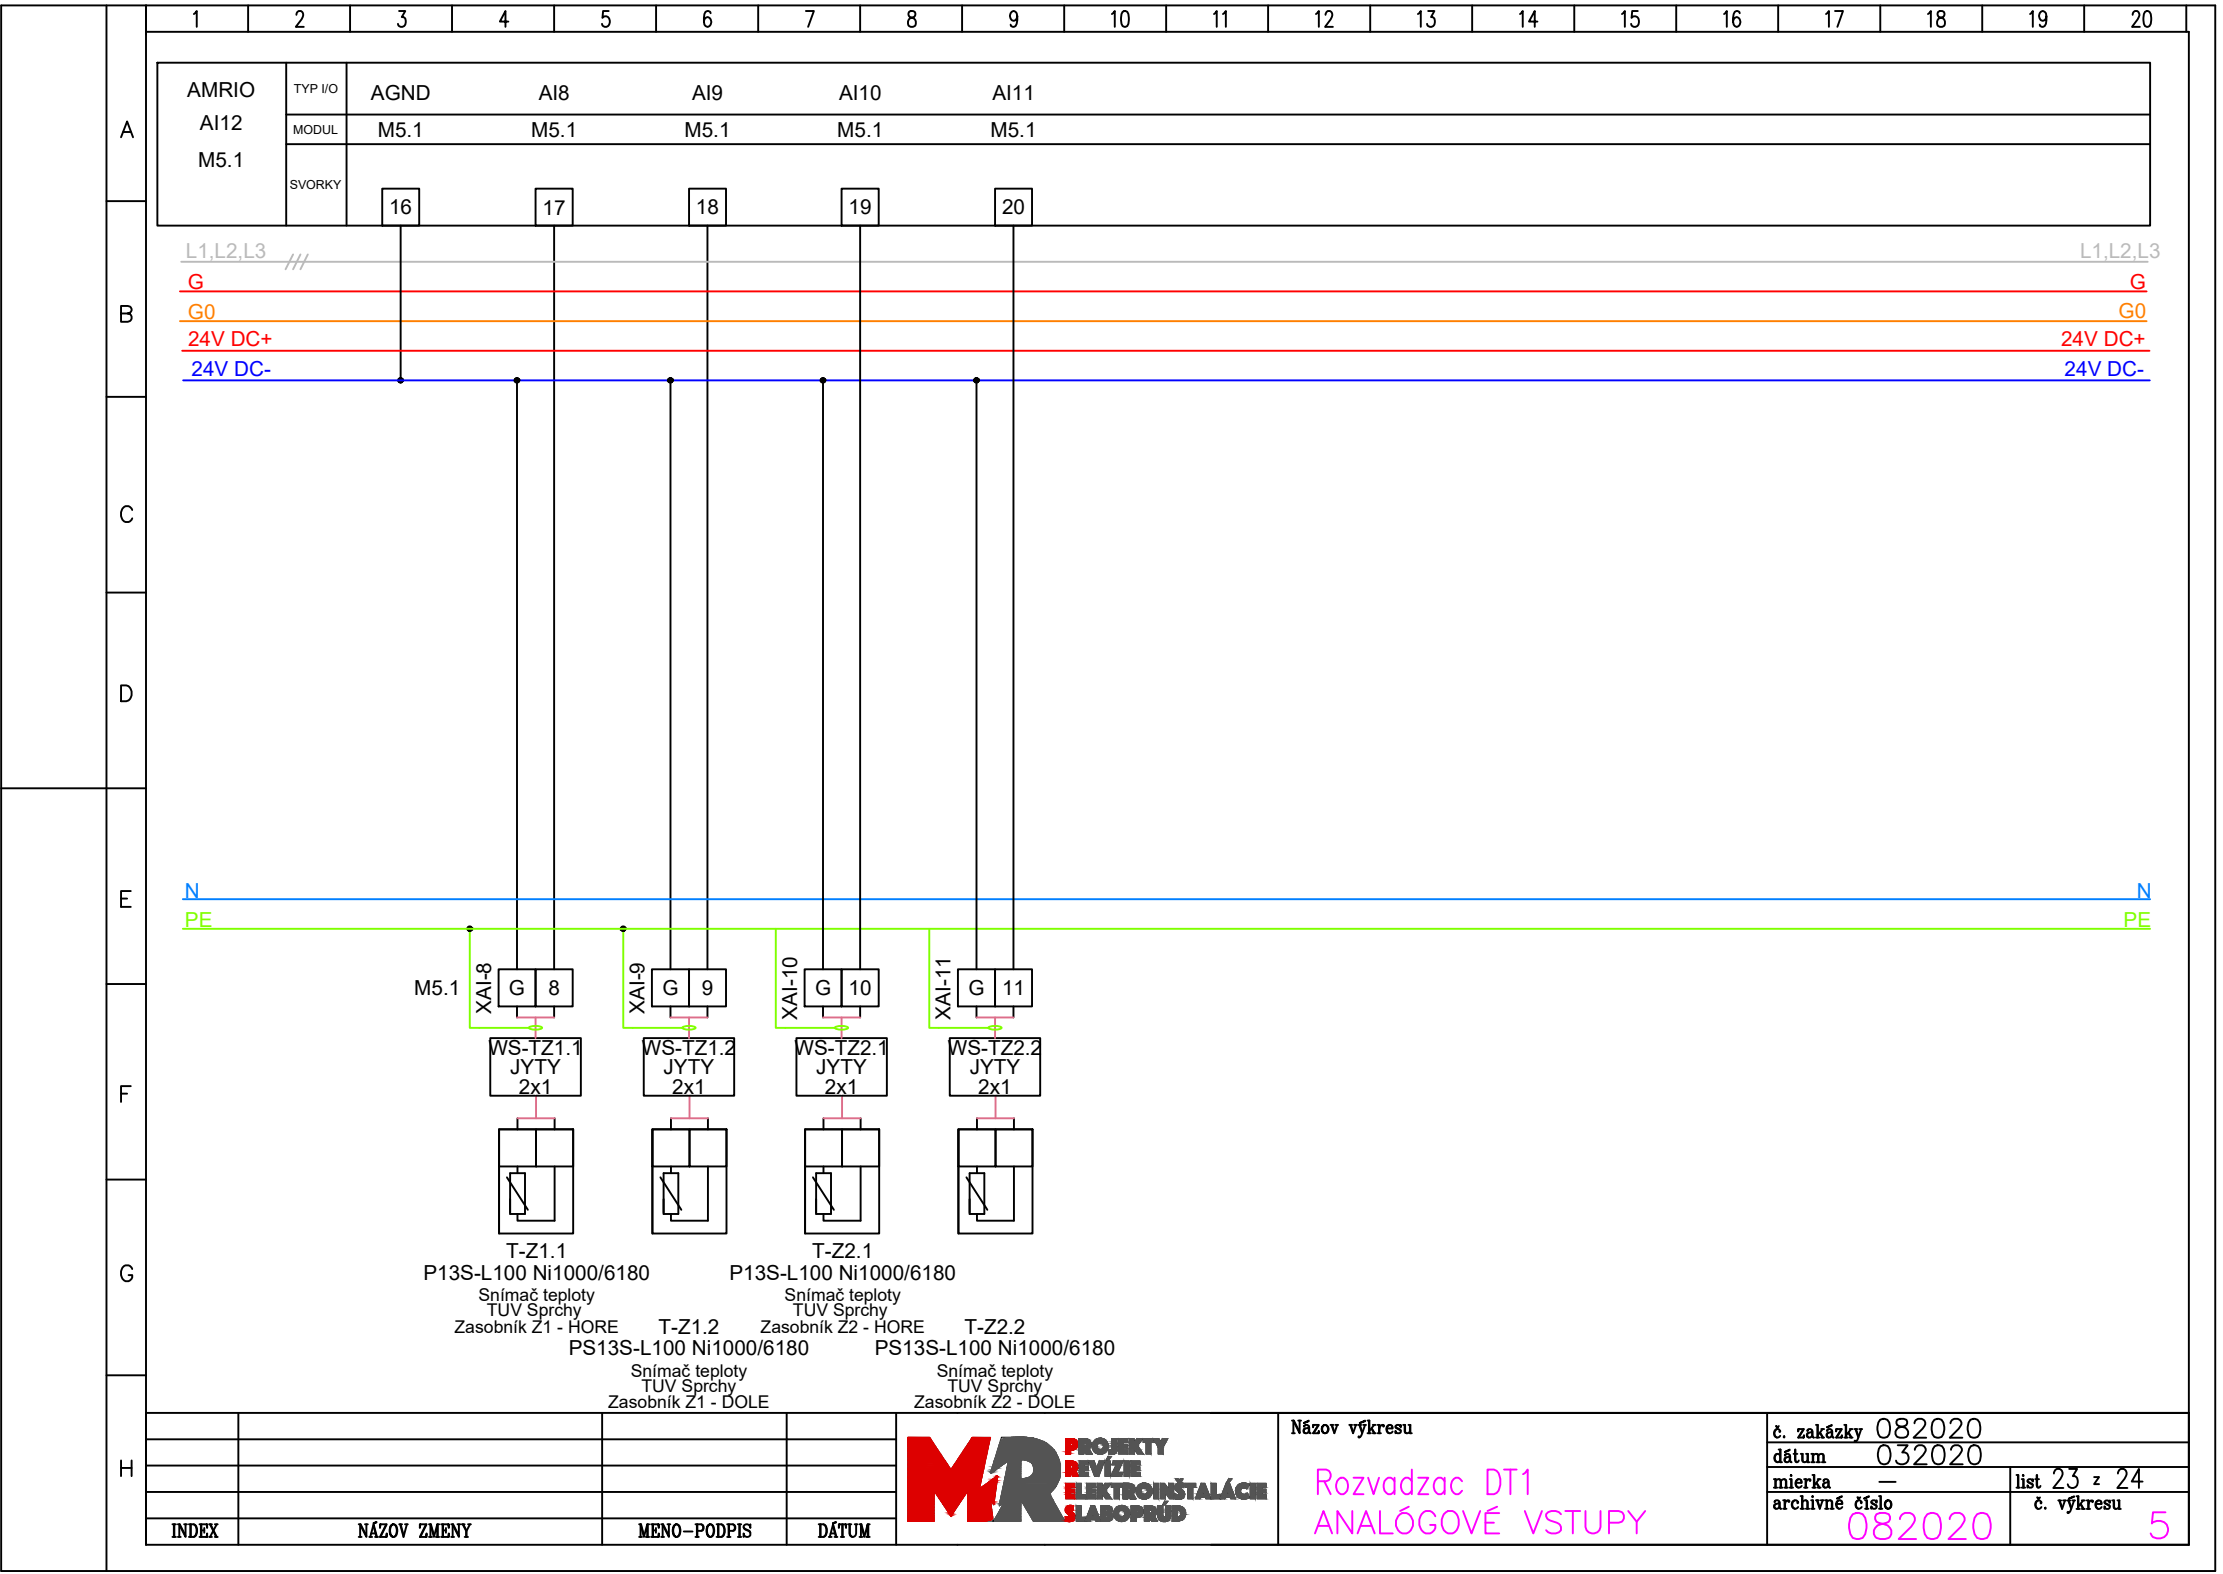 1 2 3 4 5 6 7 8 9 10 11 12 13 14 15 16 17 18 19 20
A
B
C
D
E
F
G
H
AMRIO
AI12
M5.1
TYP I/O AGND AI8 AI9 AI10 AI11
MODUL M5.1 M5.1 M5.1 M5.1 M5.1
SVORKY
16 17 18 19 20
L1,L2,L3 L1,L2,L3
G G
G0 G0
24V DC+ 24V DC+
24V DC- 24V DC-
N N
PE PE
M5.1
XAI-8 G 8
XAI-9 G 9
XAI-10 G 10
XAI-11 G 11
WS-TZ1.1
JYTY
2x1
WS-TZ1.2
JYTY
2x1
WS-TZ2.1
JYTY
2x1
WS-TZ2.2
JYTY
2x1
T-Z1.1
P13S-L100 Ni1000/6180
Snímač teploty
TUV Sprchy
Zasobník Z1 - HORE
T-Z1.2
PS13S-L100 Ni1000/6180
Snímač teploty
TUV Sprchy
Zasobník Z1 - DOLE
T-Z2.1
P13S-L100 Ni1000/6180
Snímač teploty
TUV Sprchy
Zasobník Z2 - HORE
T-Z2.2
PS13S-L100 Ni1000/6180
Snímač teploty
TUV Sprchy
Zasobník Z2 - DOLE
INDEX NÁZOV ZMENY MENO-PODPIS DÁTUM
MR
PROJEKTY
REVÍZIE
ELEKTROINŠTALÁCIE
SLABOPRÚD
Názov výkresu
Rozvadzac DT1
ANALÓGOVÉ VSTUPY
č. zakázky 082020
dátum 032020
mierka —
list 23 z 24
archivné číslo
082020
č. výkresu
5